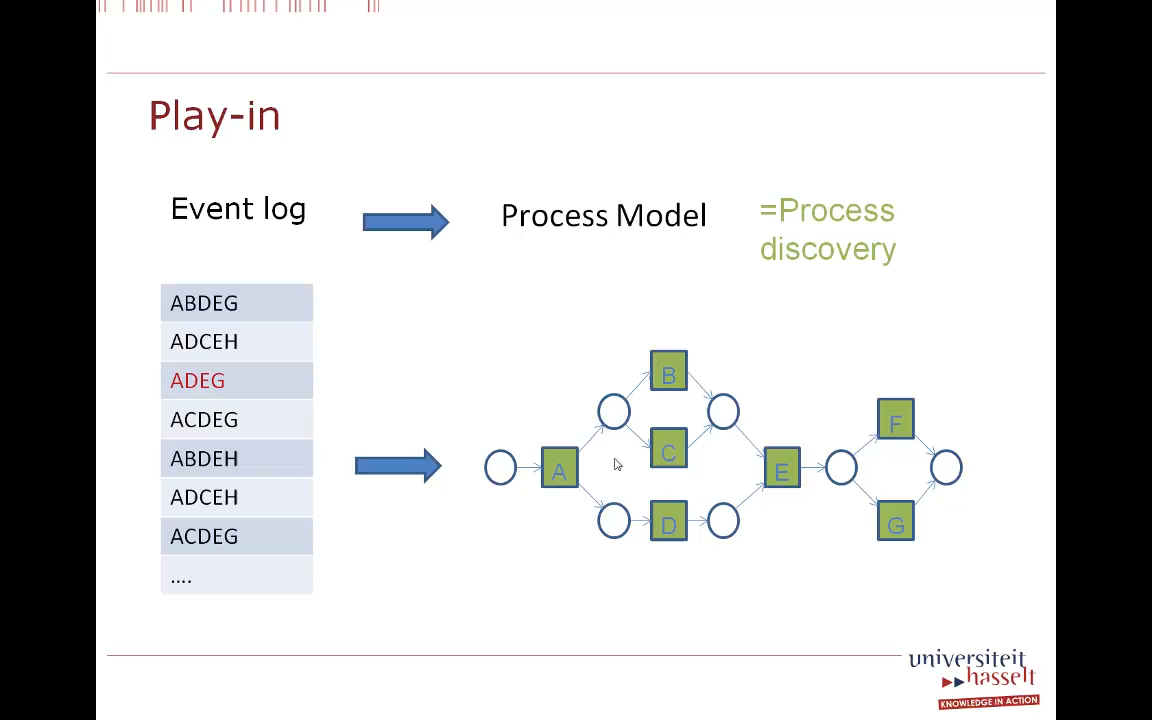 Play-in
Event log
Process Model
=Process
discovery
ABDEG
ADCEH
ADEG
ACDEG
ABDEH
ADCEH
ACDEG
....
B
C
A
D
E
F
G
universiteit
hasselt
KNOWLEDGE IN ACTION